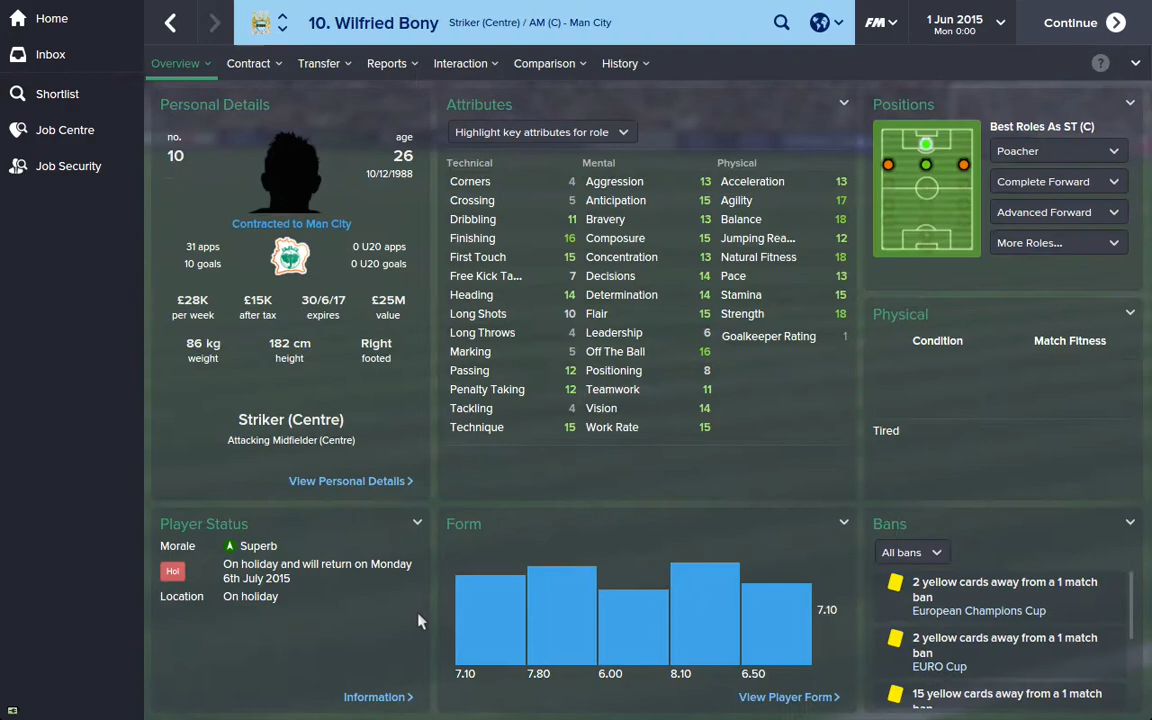 Home
Inbox
Shortlist
Job Centre
Job Security
10. Wilfried Bony
Striker (Centre) / AM (C) - Man City
FM
1 Jun 2015
Mon 0:00
Continue
Overview
Contract
Transfer
Reports
Interaction
Comparison
History
?
Personal Details
no.
10
age
26
10/12/1988
Contracted to Man City
31 apps
10 goals
0 U20 apps
0 U20 goals
£28K
per week
£15K
after tax
30/6/17
expires
£25M
value
86 kg
weight
182 cm
height
Right
footed
Striker (Centre)
Attacking Midfielder (Centre)
View Personal Details >
Attributes
Highlight key attributes for role
Technical
Corners 4
Crossing 5
Dribbling 11
Finishing 16
First Touch 15
Free Kick Ta... 7
Heading 14
Long Shots 10
Long Throws 4
Marking 5
Passing 12
Penalty Taking 12
Tackling 4
Technique 15
Mental
Aggression 13
Anticipation 15
Bravery 13
Composure 15
Concentration 13
Decisions 14
Determination 14
Flair 15
Leadership 6
Off The Ball 16
Positioning 8
Teamwork 11
Vision 14
Work Rate 15
Physical
Acceleration 13
Agility 17
Balance 18
Jumping Rea... 12
Natural Fitness 18
Pace 13
Stamina 15
Strength 18
Goalkeeper Rating 1
Positions
Best Roles As ST (C)
Poacher
Complete Forward
Advanced Forward
More Roles...
Physical
Condition
Match Fitness
Tired
Player Status
Morale Superb
Hol On holiday and will return on Monday
6th July 2015
Location On holiday
Information >
Form
7.10
7.10 7.80 6.00 8.10 6.50
View Player Form >
Bans
All bans
2 yellow cards away from a 1 match
ban
European Champions Cup
2 yellow cards away from a 1 match
ban
EURO Cup
15 yellow cards away from a 1 match